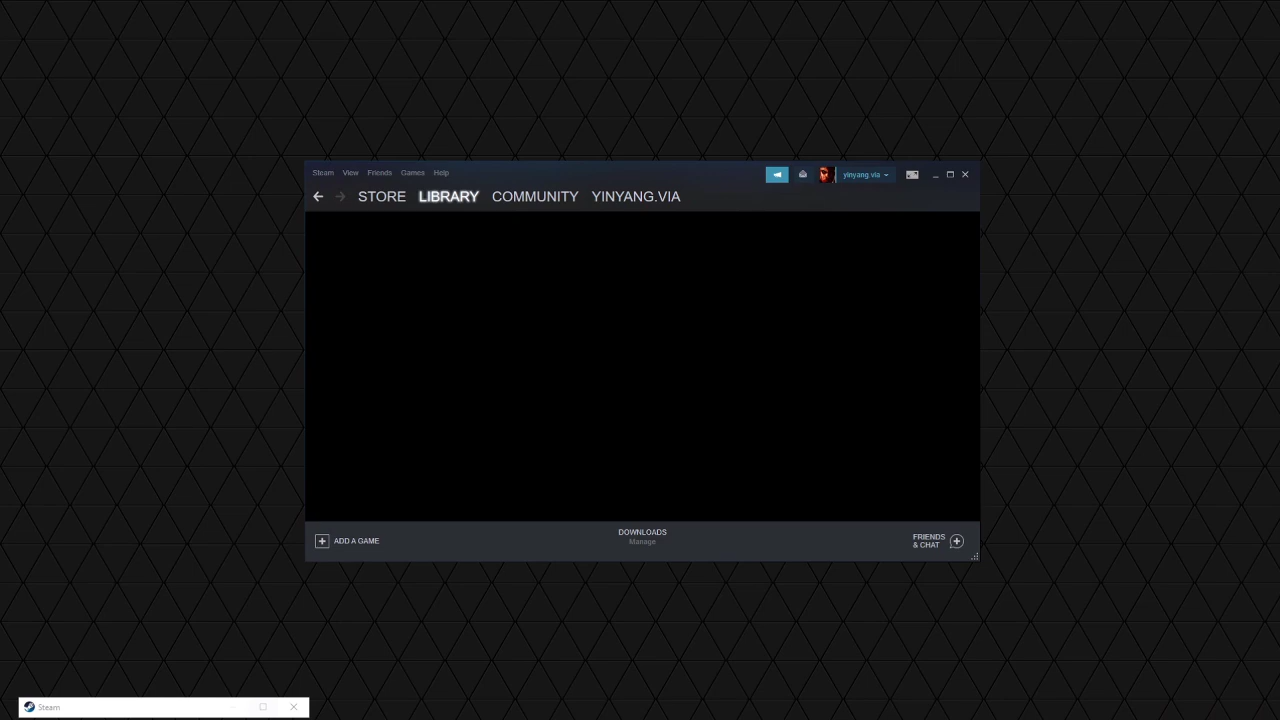 Steam View Friends Games Help
yinyang via
STORE LIBRARY COMMUNITY YINYANG.VIA
ADD A GAME
DOWNLOADS
Manage
FRIENDS
& CHAT
Steam